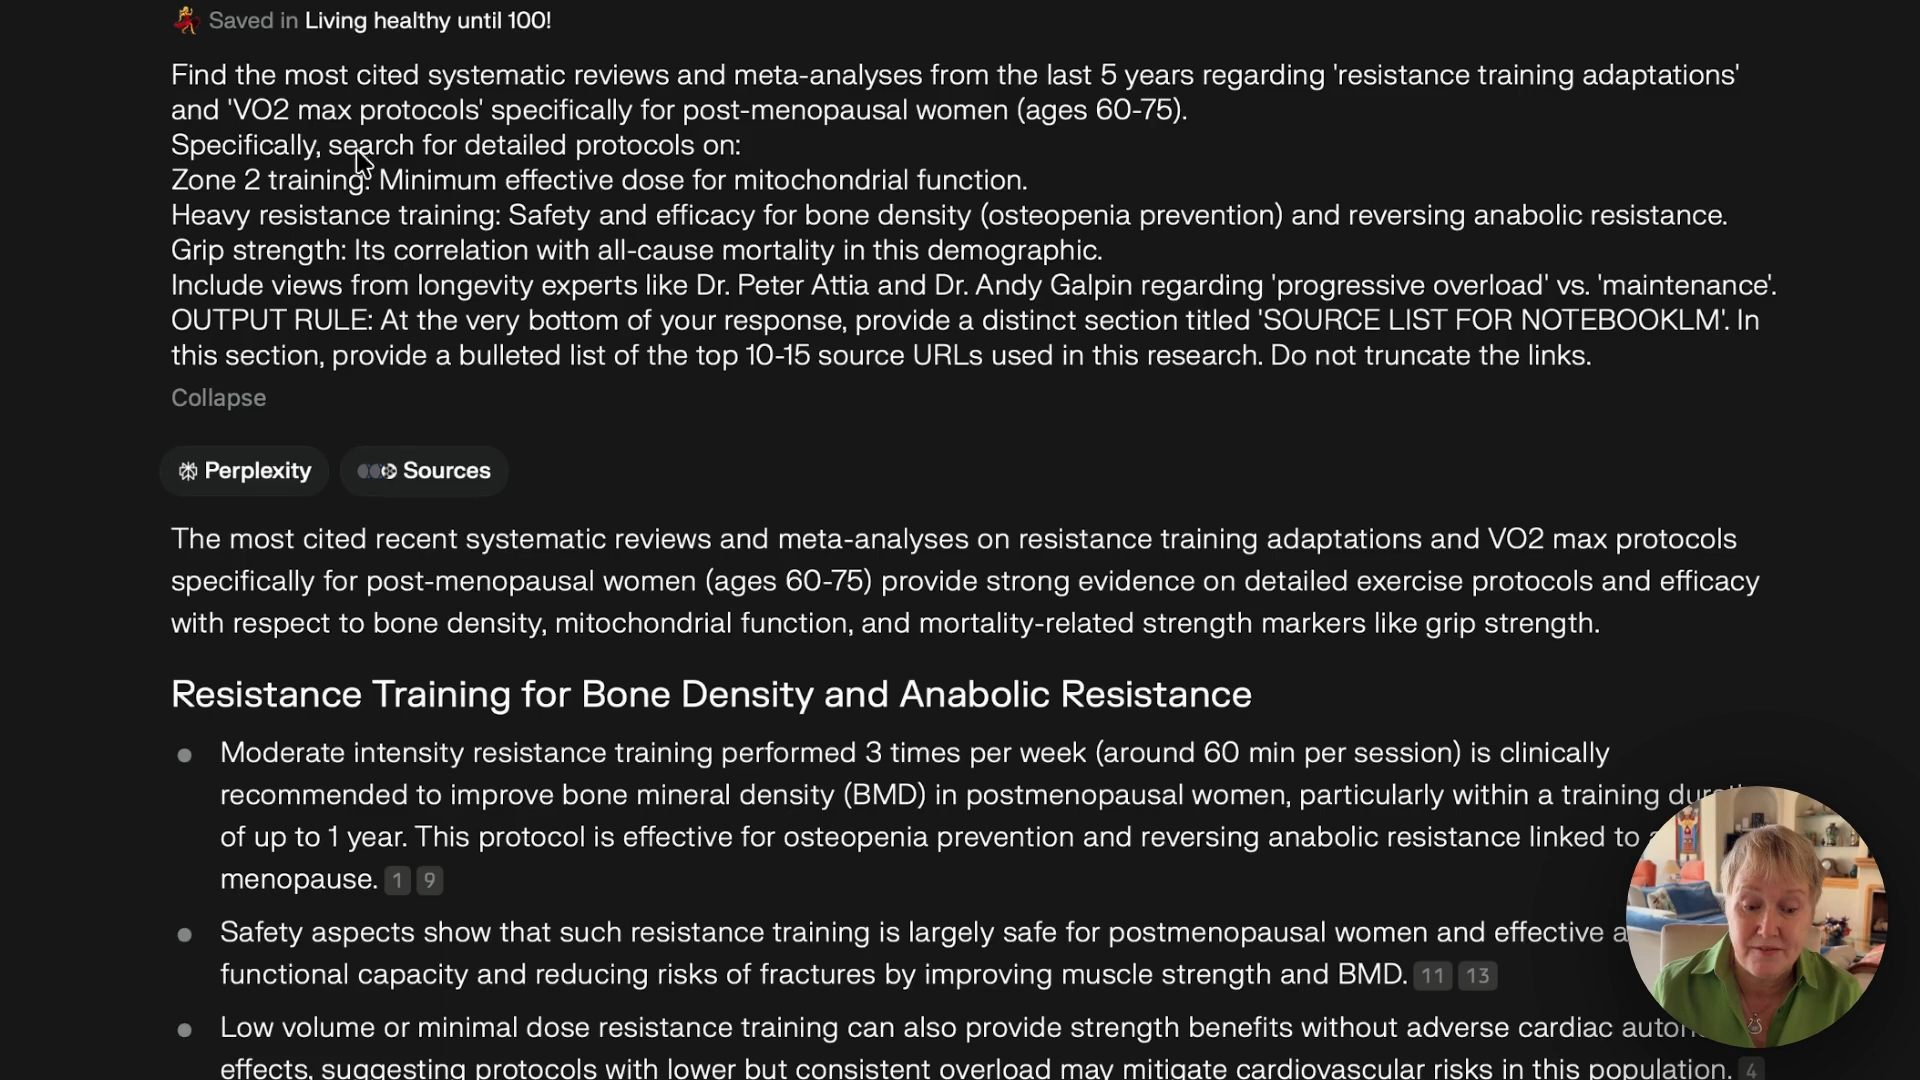 Saved in Living healthy until 100!
Find the most cited systematic reviews and meta-analyses from the last 5 years regarding 'resistance training adaptations'
and 'VO2 max protocols' specifically for post-menopausal women (ages 60-75).
Specifically, search for detailed protocols on:
Zone 2 training: Minimum effective dose for mitochondrial function.
Heavy resistance training: Safety and efficacy for bone density (osteopenia prevention) and reversing anabolic resistance.
Grip strength: Its correlation with all-cause mortality in this demographic.
Include views from longevity experts like Dr. Peter Attia and Dr. Andy Galpin regarding 'progressive overload' vs. 'maintenance'.
OUTPUT RULE: At the very bottom of your response, provide a distinct section titled 'SOURCE LIST FOR NOTEBOOKLM'. In
this section, provide a bulleted list of the top 10-15 source URLs used in this research. Do not truncate the links.
Collapse
Perplexity Sources
The most cited recent systematic reviews and meta-analyses on resistance training adaptations and VO2 max protocols
specifically for post-menopausal women (ages 60-75) provide strong evidence on detailed exercise protocols and efficacy
with respect to bone density, mitochondrial function, and mortality-related strength markers like grip strength.
Resistance Training for Bone Density and Anabolic Resistance
Moderate intensity resistance training performed 3 times per week (around 60 min per session) is clinically
recommended to improve bone mineral density (BMD) in postmenopausal women, particularly within a training
of up to 1 year. This protocol is effective for osteopenia prevention and reversing anabolic resistance linked to
menopause. 1 9
Safety aspects show that such resistance training is largely safe for postmenopausal women and effective
functional capacity and reducing risks of fractures by improving muscle strength and BMD. 11 13
Low volume or minimal dose resistance training can also provide strength benefits without adverse cardiac
effects, suggesting protocols with lower but consistent overload may mitigate cardiovascular risks in this population. 4